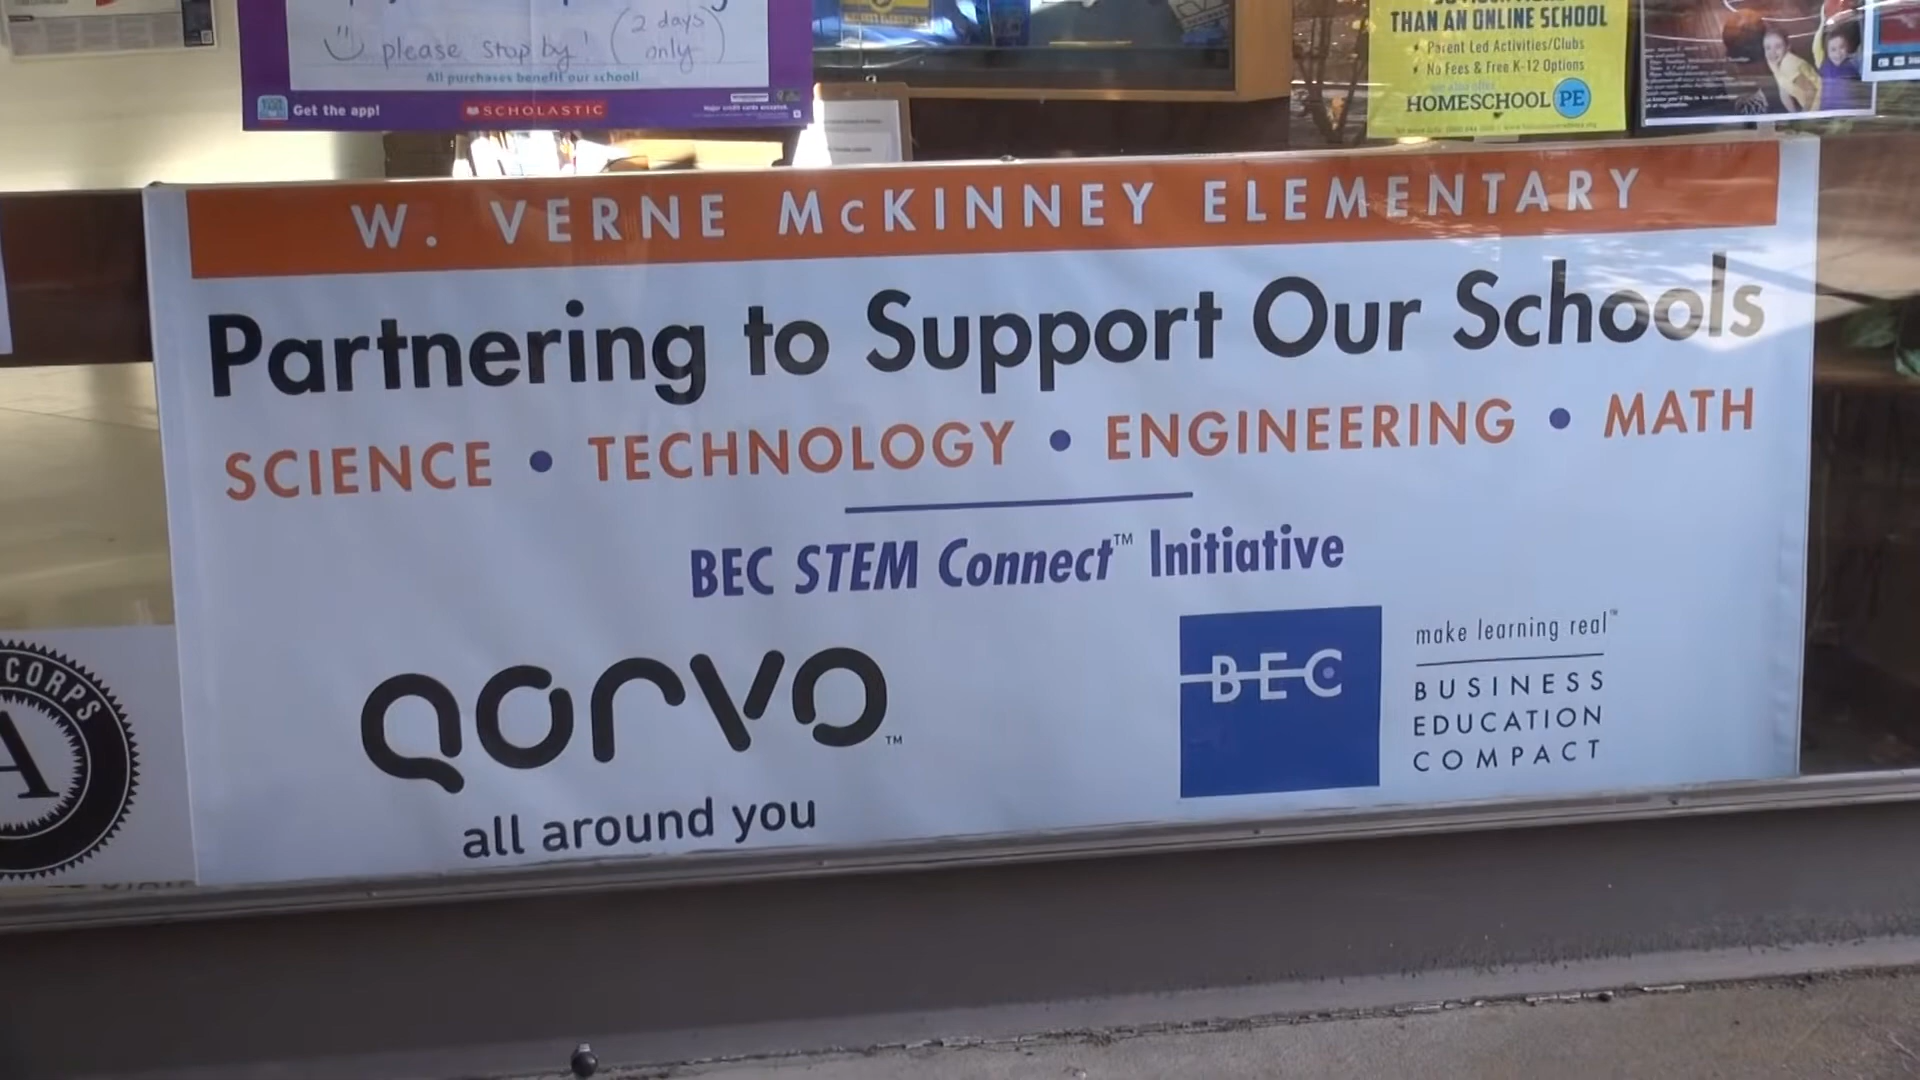 please stop by! (2 days only)
All purchases benefit our school!
Get the app!
SCHOLASTIC
THAN AN ONLINE SCHOOL
Parent Led Activities/Clubs
No Fees & Free K-12 Options
HOMESCHOOL PE
W. VERNE McKINNEY ELEMENTARY
Partnering to Support Our Schools
SCIENCE • TECHNOLOGY • ENGINEERING • MATH
BEC STEM Connect™ Initiative
QORVO™
all around you
BEC
make learning real™
BUSINESS
EDUCATION
COMPACT
CORPS
A